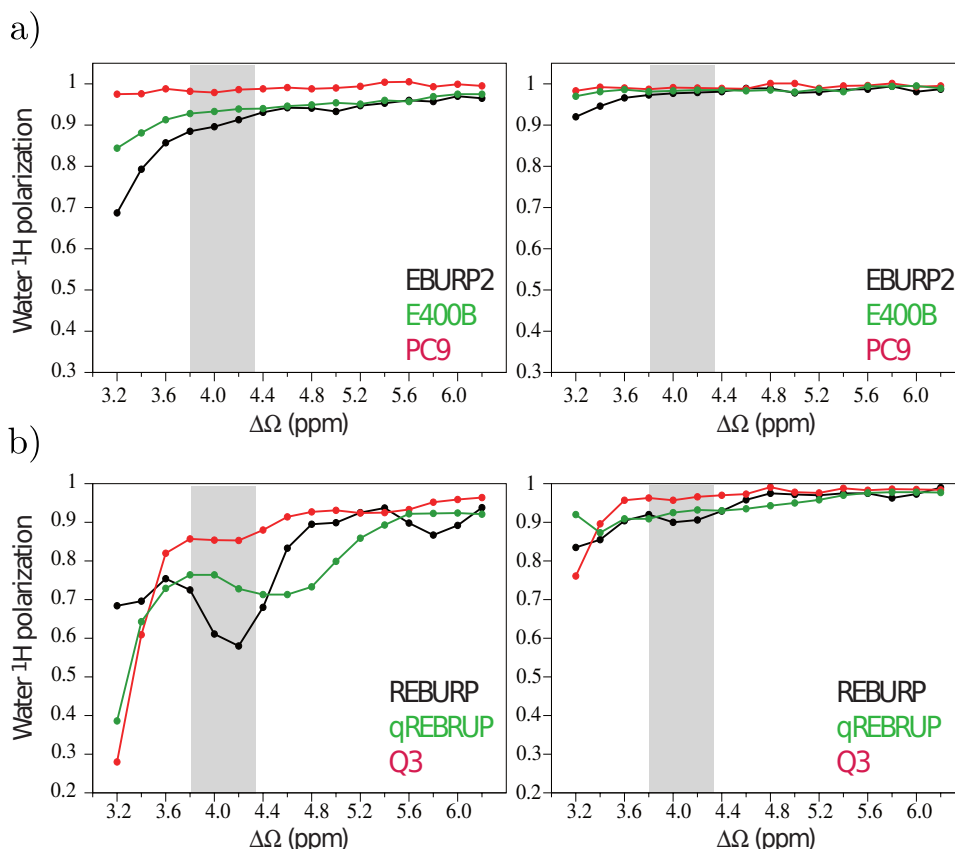 a)
1
0.9
0.8
0.7
0.6
0.5
0.4
0.3
Water ¹H polarization
EBURP2
E400B
PC9
3.2 4.0 4.8 5.6 6.0
ΔΩ (ppm)
EBURP2
E400B
PC9
1
0.9
0.8
0.7
0.6
0.5
0.4
0.3
3.2 3.6 4.0 4.4 4.8 5.2 5.6 6.0
ΔΩ (ppm)
b)
1
0.9
0.8
0.7
0.6
0.5
0.4
0.3
0.2
Water ¹H polarization
REBURP
qREBRUP
Q3
3.2 3.6 4.0 4.4 4.8 5.2 5.6 6.0
ΔΩ (ppm)
1
0.9
0.8
0.7
0.6
0.5
0.4
0.3
0.2
REBURP
qREBRUP
Q3
3.2 3.6 4.0 4.4 4.8 5.2 5.6 6.0
ΔΩ (ppm)